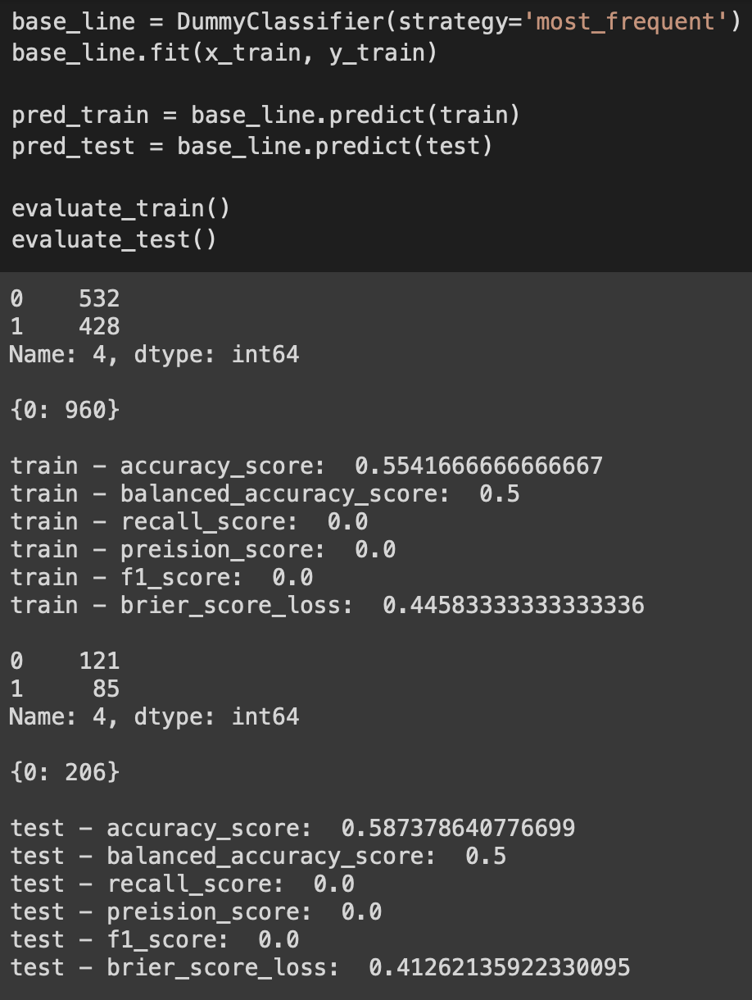 base_line = DummyClassifier(strategy='most_frequent')
base_line.fit(x_train, y_train)
pred_train = base_line.predict(train)
pred_test = base_line.predict(test)
evaluate_train()
evaluate_test()
0    532
1    428
Name: 4, dtype: int64
{0: 960}
train – accuracy_score:  0.5541666666666667
train – balanced_accuracy_score:  0.5
train – recall_score:  0.0
train – preision_score:  0.0
train – f1_score:  0.0
train – brier_score_loss:  0.44583333333333336
0    121
1     85
Name: 4, dtype: int64
{0: 206}
test – accuracy_score:  0.587378640776699
test – balanced_accuracy_score:  0.5
test – recall_score:  0.0
test – preision_score:  0.0
test – f1_score:  0.0
test – brier_score_loss:  0.41262135922330095